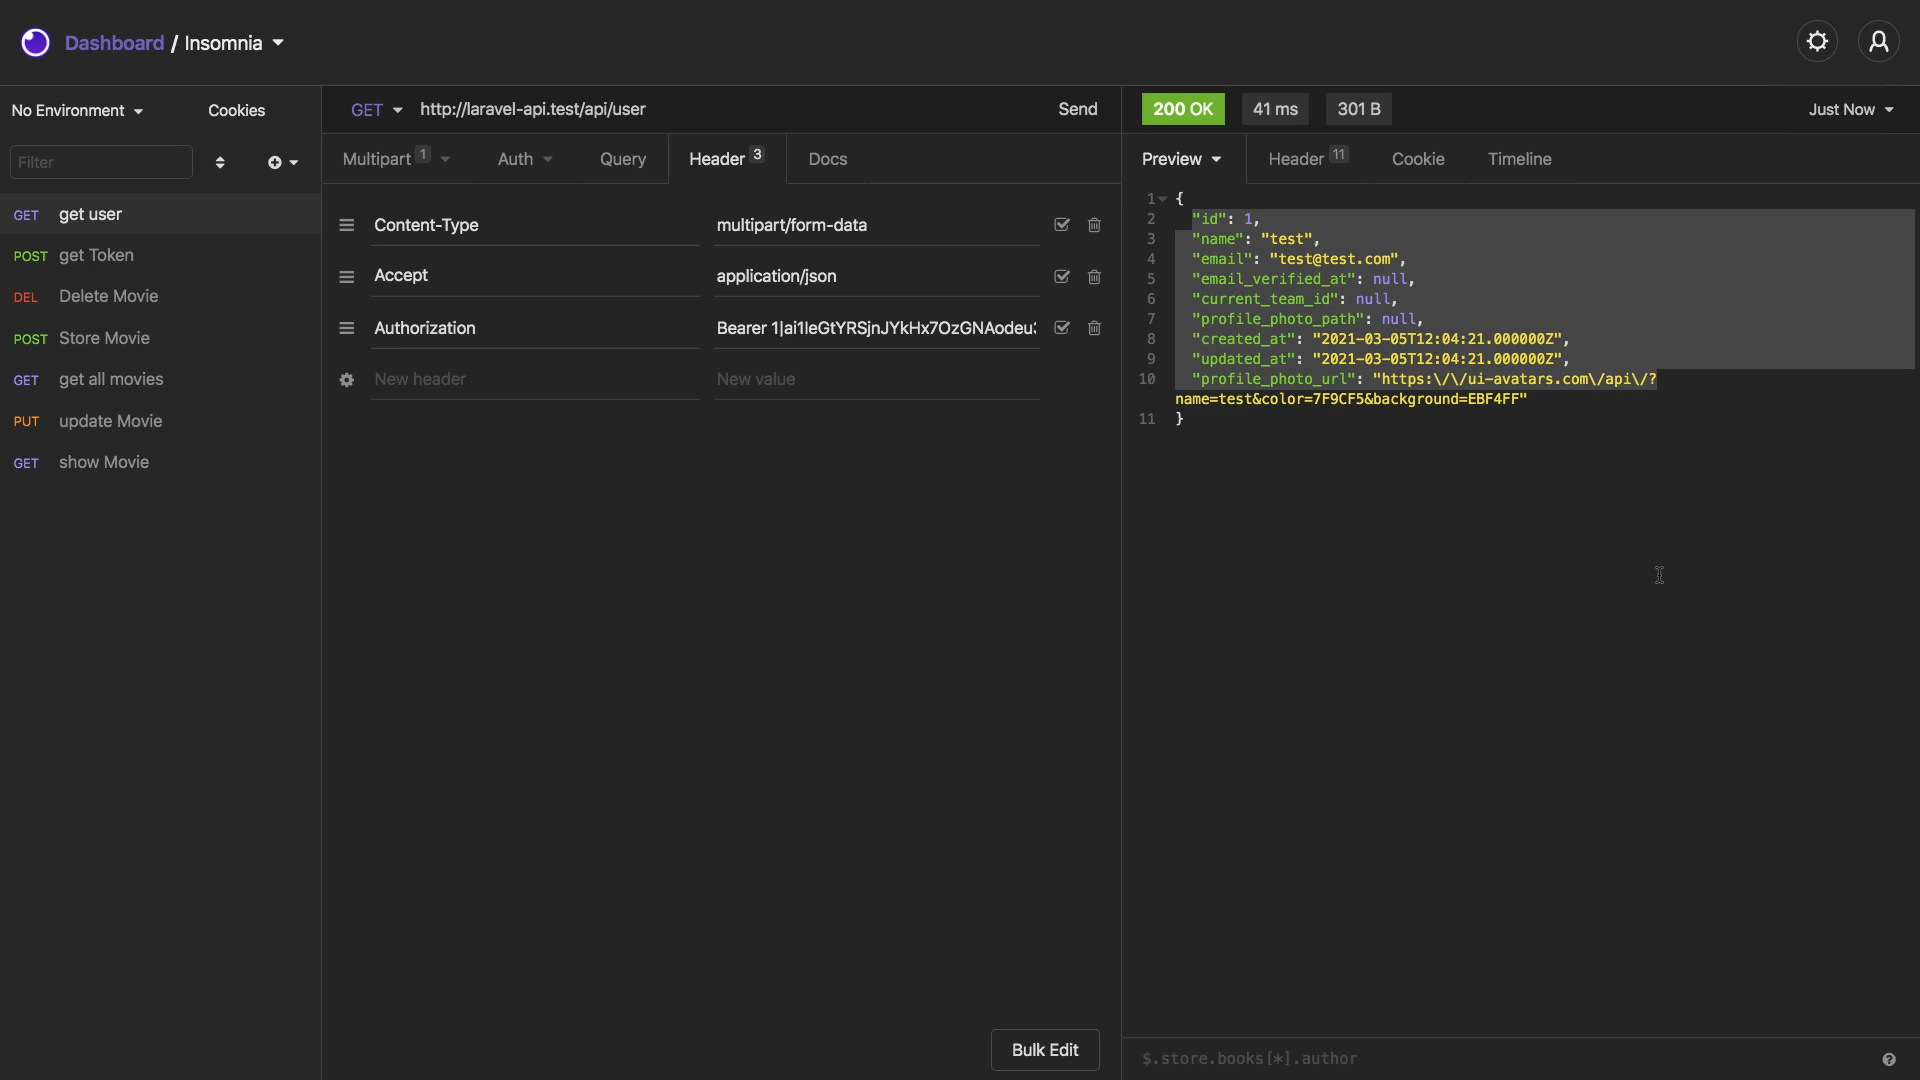 Dashboard / Insomnia
No Environment
Cookies
GET http://laravel-api.test/api/user
Send
200 OK
41 ms
301 B
Just Now
Filter
Multipart 1
Auth
Query
Header 3
Docs
Preview
Header 11
Cookie
Timeline
GET get user
POST get Token
DEL Delete Movie
POST Store Movie
GET get all movies
PUT update Movie
GET show Movie
Content-Type multipart/form-data
Accept application/json
Authorization Bearer
New header New value
Bulk Edit
1 {
2 "id": 1,
3 "name": "test",
4 "email": "test@test.com",
5 "email_verified_at": null,
6 "current_team_id": null,
7 "profile_photo_path": null,
8 "created_at": "2021-03-05T12:04:21.000000Z",
9 "updated_at": "2021-03-05T12:04:21.000000Z",
10 "profile_photo_url": "https:\/\/ui-avatars.com\/api\/?
name=test&color=7F9CF5&background=EBF4FF"
11 }
$.store.books[*].author